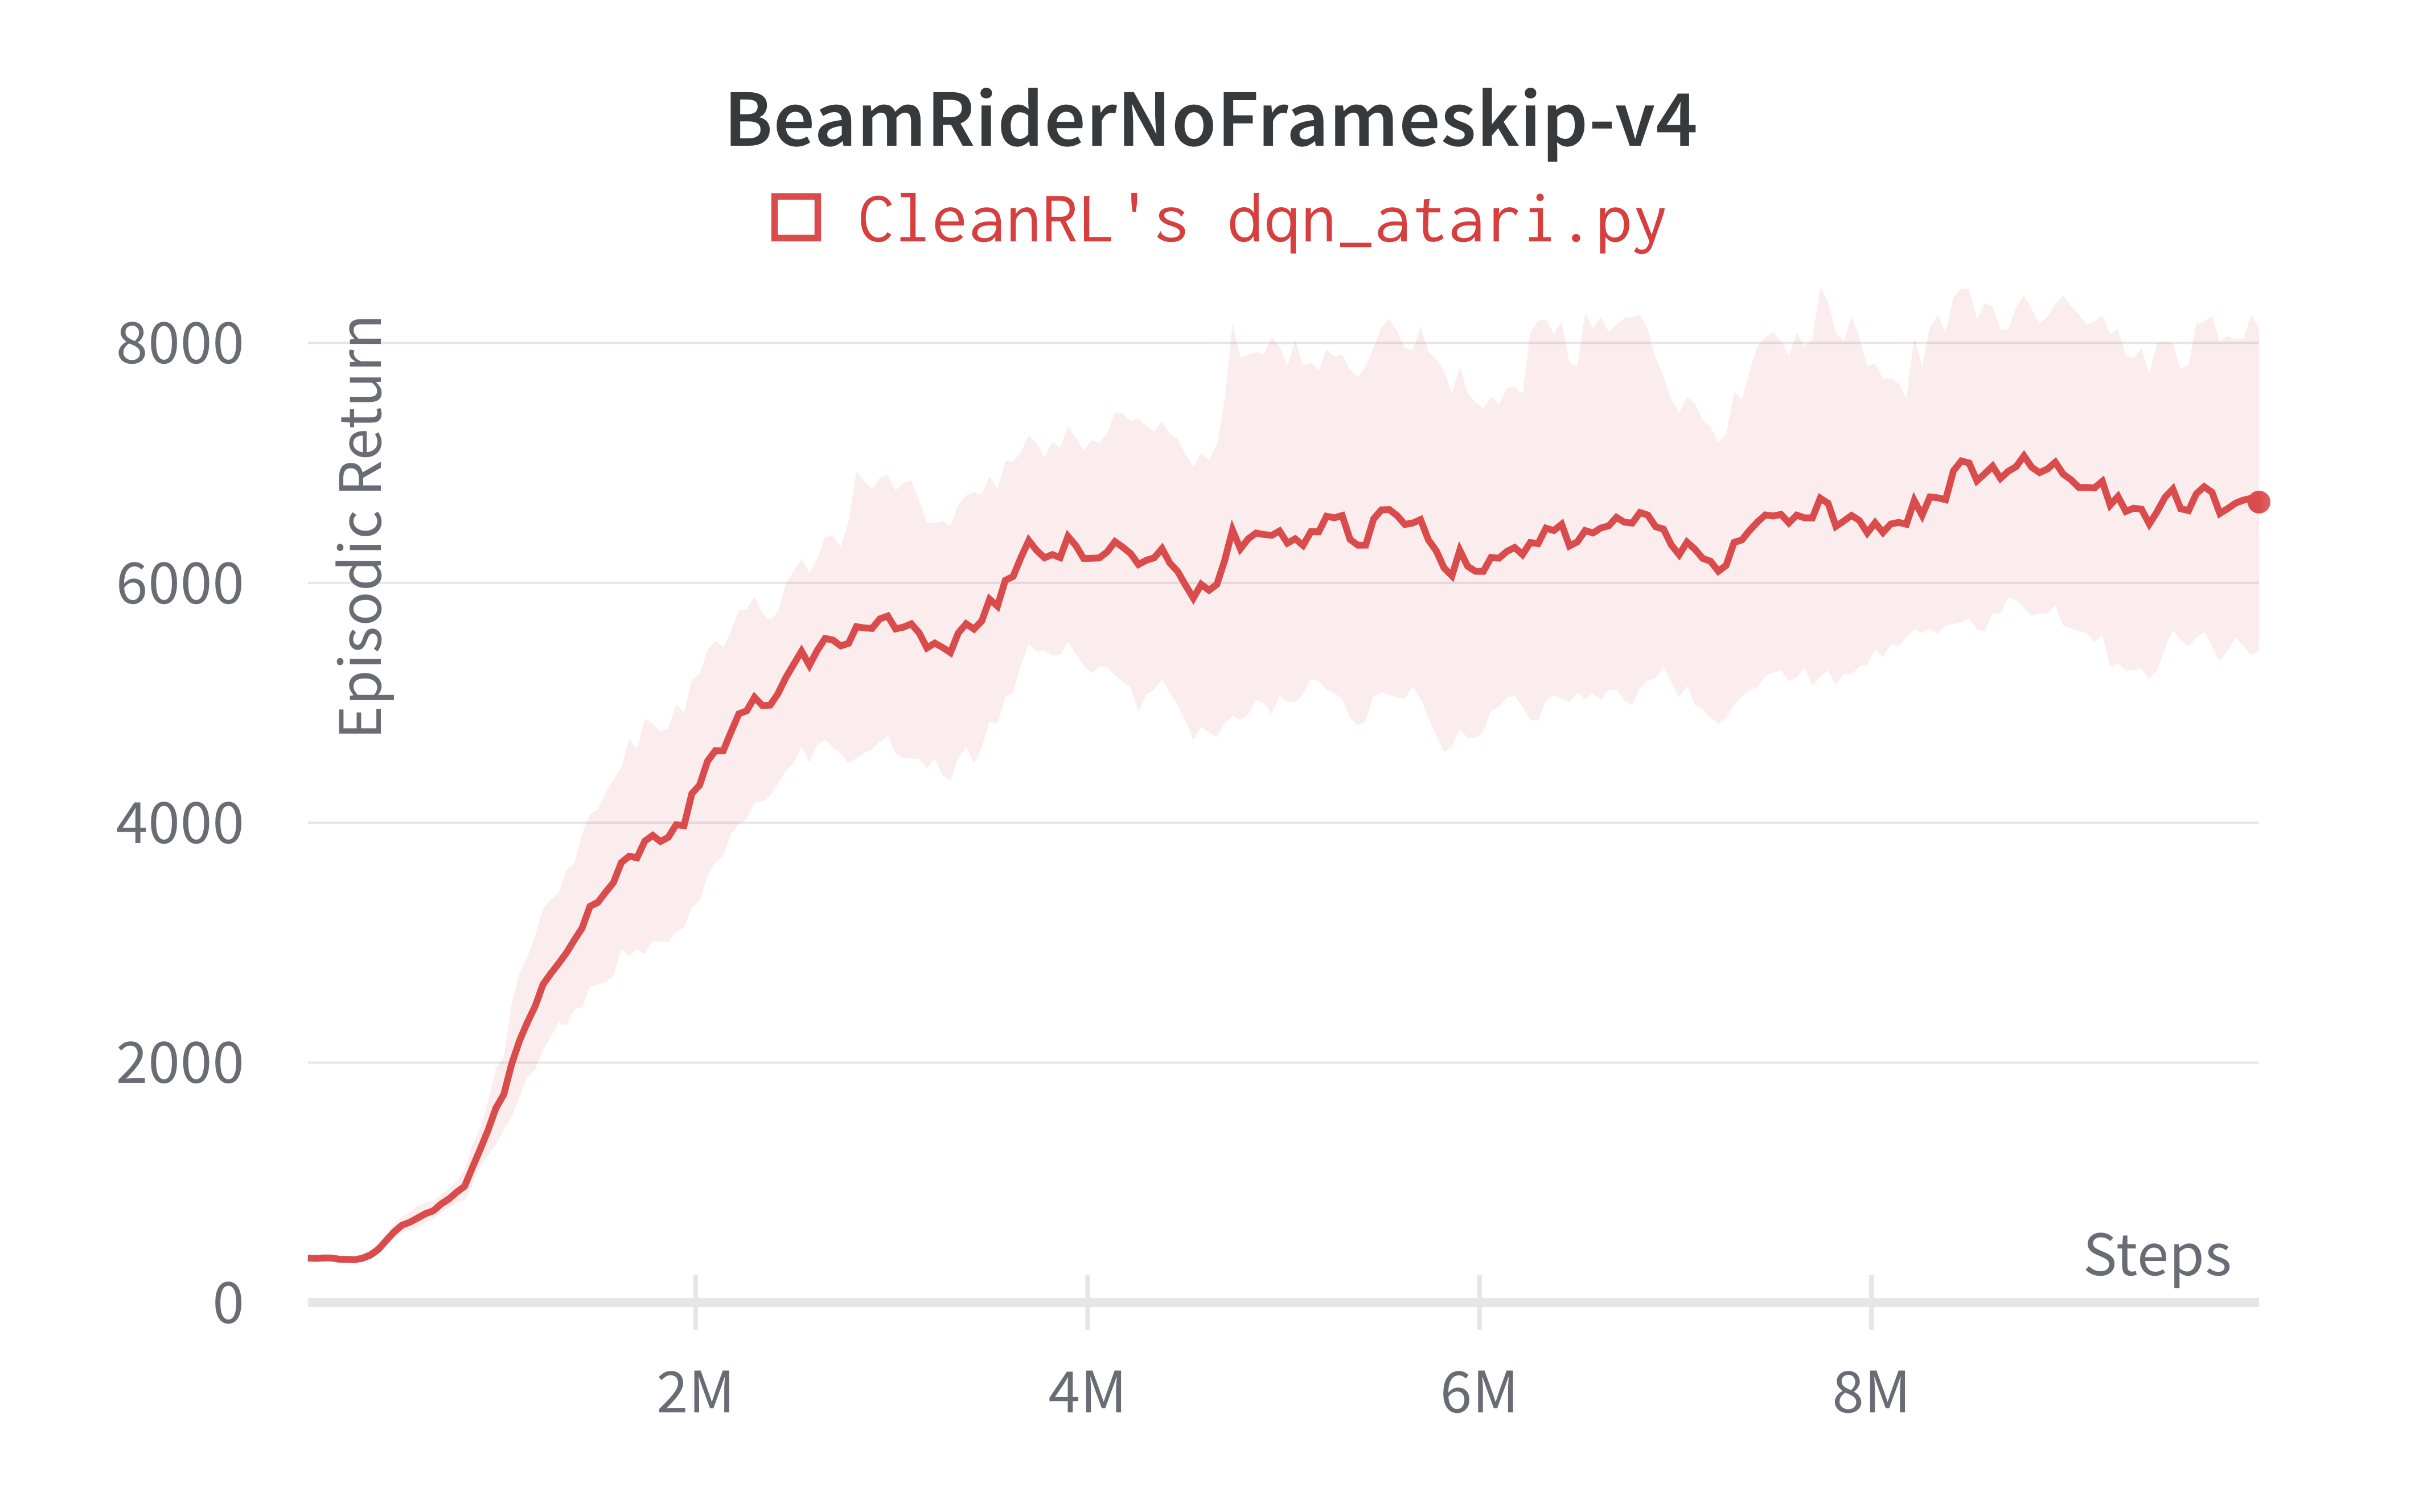 BeamRiderNoFrameskip-v4
CleanRL's dqn_atari.py
Episodic Return
8000
6000
4000
2000
0
Steps
2M
4M
6M
8M